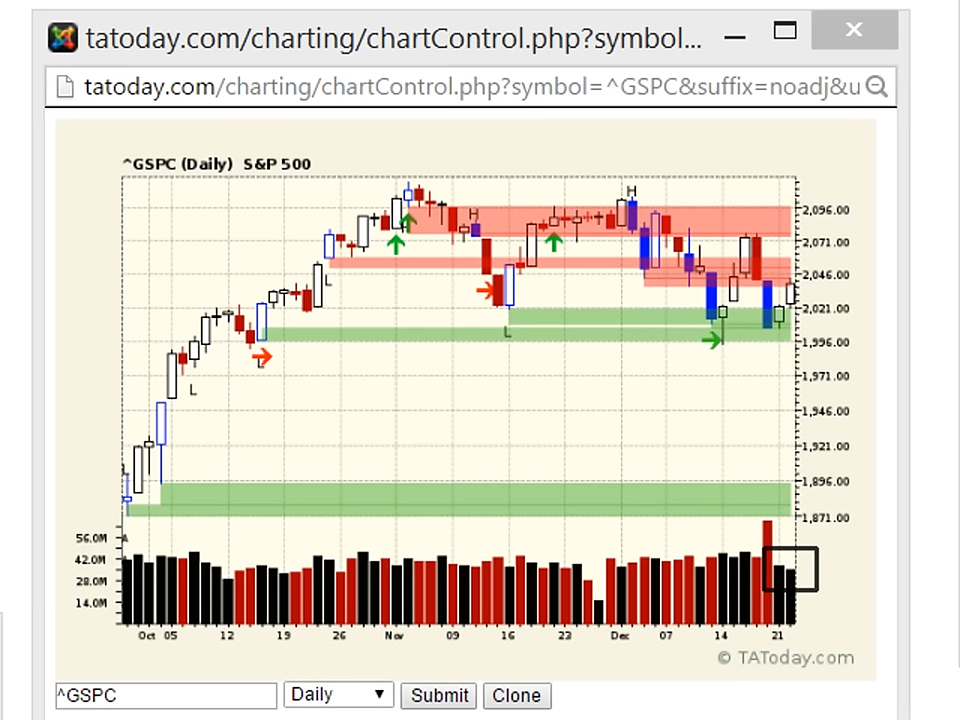 tatoday.com/charting/chartControl.php?symbol...
tatoday.com/charting/chartControl.php?symbol=^GSPC&suffix=noadj&u
^GSPC (Daily) S&P 500
H
H
2,096.00
2,071.00
L
2,046.00
2,021.00
L
1,996.00
L
1,971.00
L
1,946.00
1,921.00
1,896.00
1,871.00
56.0M
42.0M
28.0M
14.0M
Oct 05 12 19 26 Nov 09 16 23 Dec 07 14 21
© TAToday.com
^GSPC Daily Submit Clone